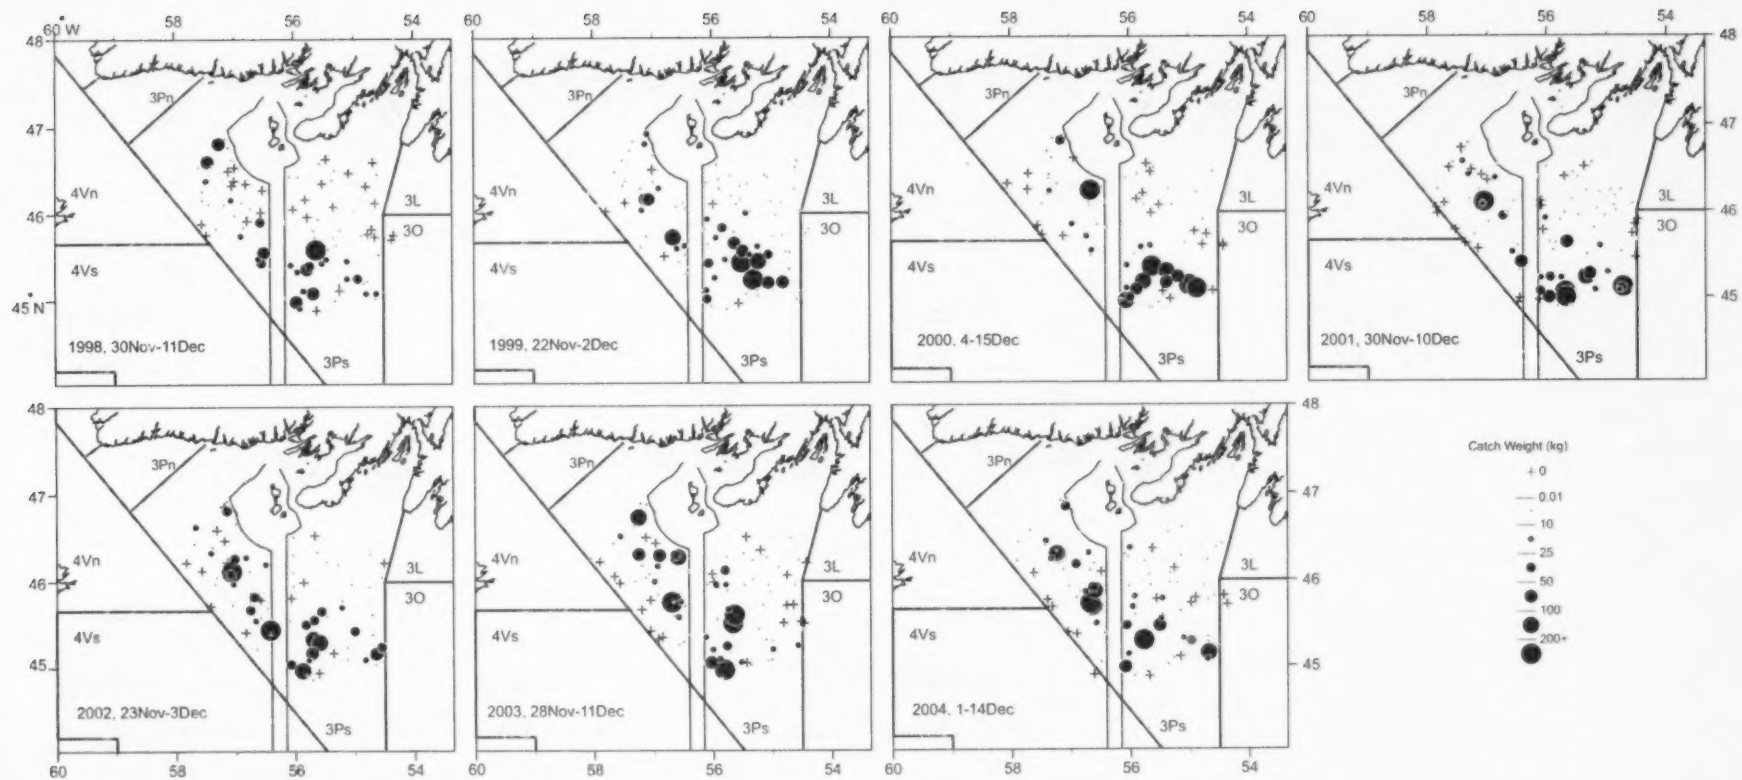 60 W 58 56 54 60 58 56 54 60 58 56 54 60 58 56 54
48 48
3Pn 3Pn 3Pn 3Pn
47 47
4Vn 3L 4Vn 3L 4Vn 3L 4Vn 3L
46 46
3O 3O 3O 3O
4Vs 4Vs 4Vs 4Vs
45 N 45
1998, 30Nov-11Dec 1999, 22Nov-2Dec 2000, 4-15Dec 2001, 30Nov-10Dec
3Ps 3Ps 3Ps 3Ps
48 48
3Pn 3Pn 3Pn
47 47
4Vn 3L 4Vn 3L 4Vn 3L
46 46
3O 3O 3O
4Vs 4Vs 4Vs
45 45
2002, 23Nov-3Dec 2003, 28Nov-11Dec 2004, 1-14Dec
3Ps 3Ps 3Ps
60 58 56 54 60 58 56 54 60 58 56 54
Catch Weight (kg)
+ 0
0.01
10
25
50
100
200+